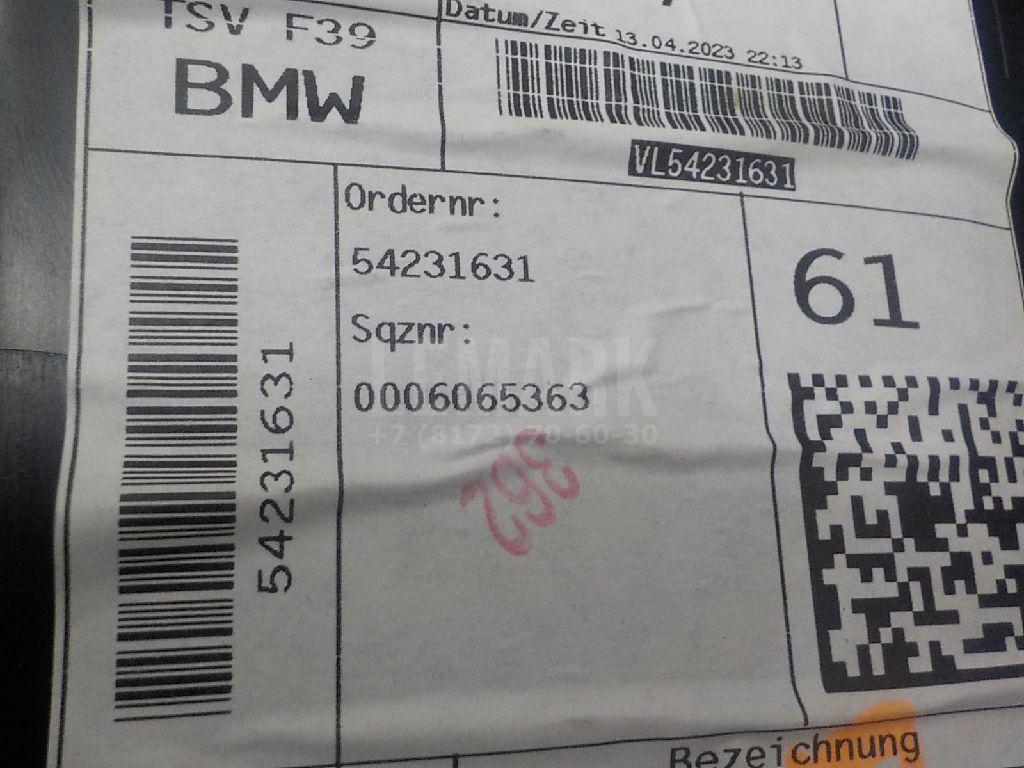 TSV F39
BMW
Datum/Zeit 13.04.2023 22:13
VL54231631
Ordernr:
54231631
Sqznr:
0006065363
61
54231631
362
Bezeichnung